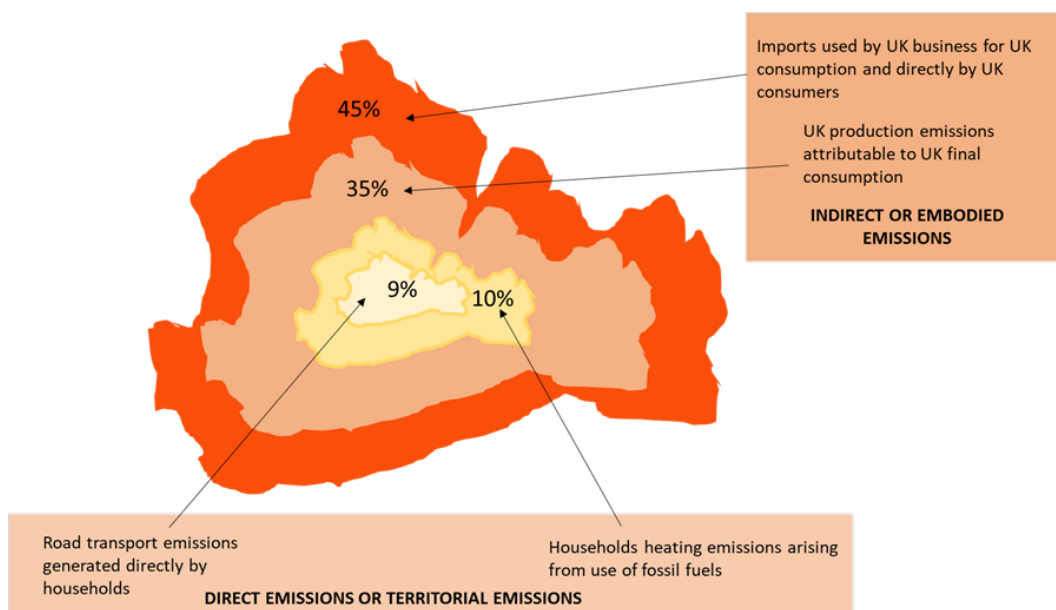 Imports used by UK business for UK
consumption and directly by UK
consumers
UK production emissions
attributable to UK final
consumption
INDIRECT OR EMBODIED
EMISSIONS
45%
35%
9%
10%
Road transport emissions
generated directly by
households
Households heating emissions arising
from use of fossil fuels
DIRECT EMISSIONS OR TERRITORIAL EMISSIONS